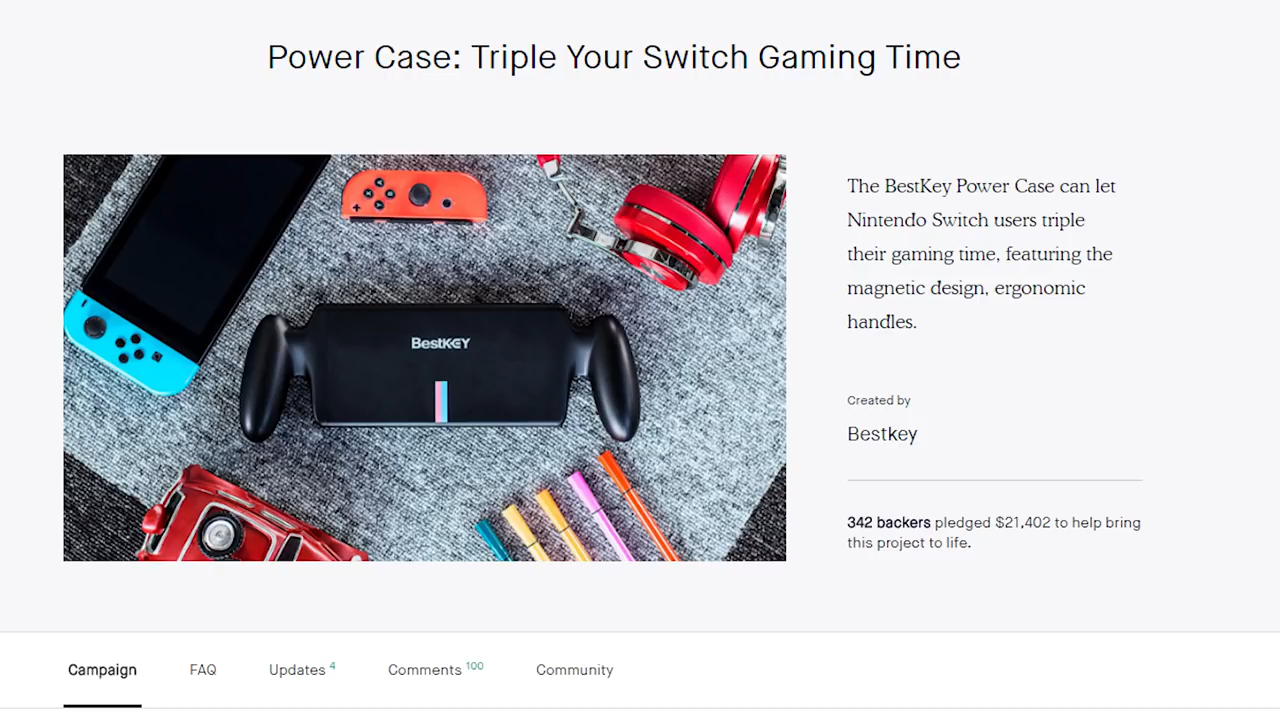 Power Case: Triple Your Switch Gaming Time
BestKEY
The BestKey Power Case can let
Nintendo Switch users triple
their gaming time, featuring the
magnetic design, ergonomic
handles.
Created by
Bestkey
342 backers pledged $21,402 to help bring
this project to life.
Campaign FAQ Updates 4 Comments 100 Community